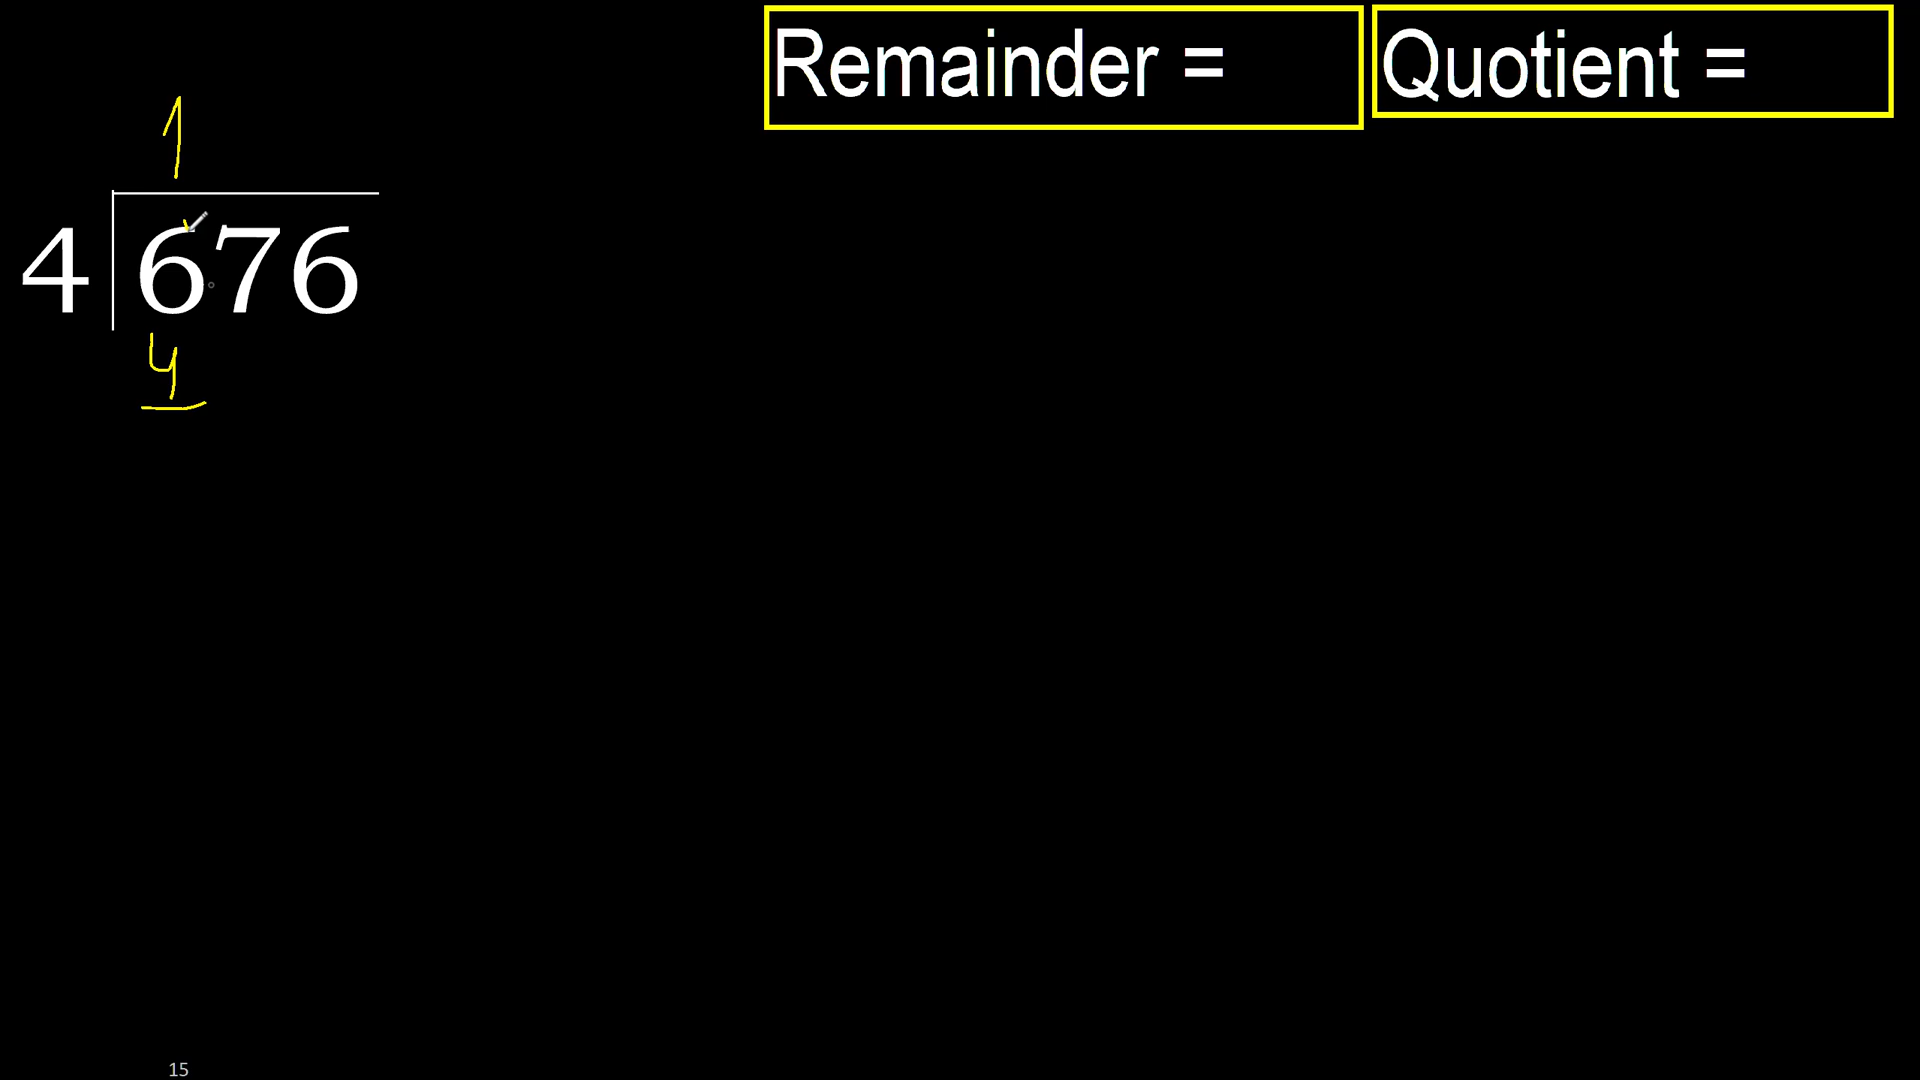 Remainder = Quotient =
1
4 676
4
15